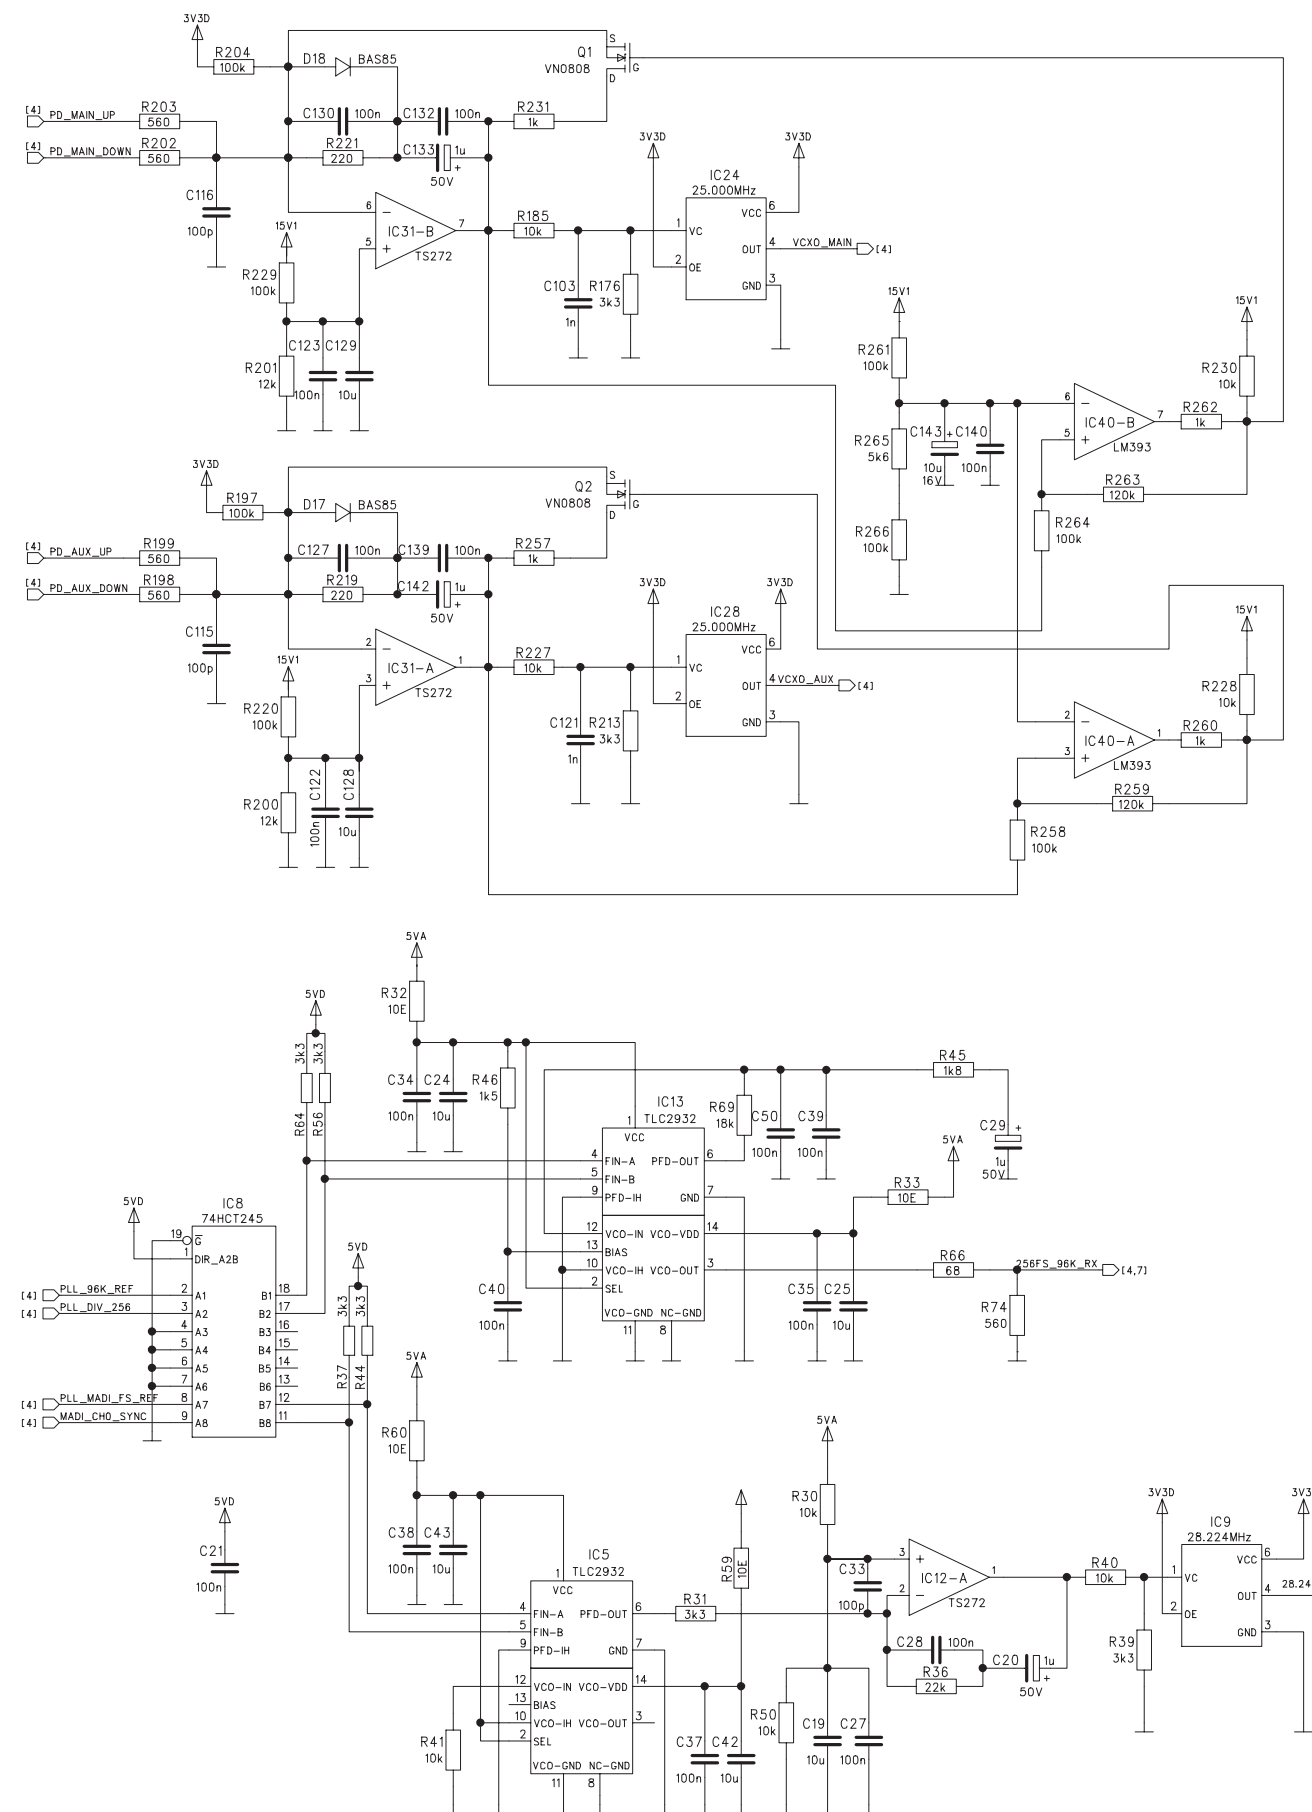 3V3D
R204
100k
D18
BAS85
Q1
VN0808
S
G
D
[4]
PD_MAIN_UP
R203
560
C130
100n
C132
100n
R231
1k
[4]
PD_MAIN_DOWN
R202
560
R221
220
C133
1u
+
50V
C116
100p
6
−
5
+
7
IC31-B
TS272
R185
10k
15V1
R229
100k
R201
12k
C123
100n
C129
10u
C103
1n
R176
3k3
3V3D
3V3D
IC24
25.000MHz
1
VC
2
OE
VCC
6
OUT
4
GND
3
VCXO_MAIN
[4]
15V1
R261
100k
R265
5k6
R266
100k
C143
+
10u
16V
C140
100n
6
−
5
+
7
IC40-B
LM393
R262
1k
15V1
R230
10k
R263
120k
R264
100k
3V3D
R197
100k
D17
BAS85
Q2
VN0808
S
G
D
[4]
PD_AUX_UP
R199
560
C127
100n
C139
100n
R257
1k
[4]
PD_AUX_DOWN
R198
560
R219
220
C142
1u
+
50V
C115
100p
2
−
3
+
1
IC31-A
TS272
R227
10k
15V1
R220
100k
R200
12k
C122
100n
C128
10u
C121
1n
R213
3k3
3V3D
3V3D
IC28
25.000MHz
1
VC
2
OE
VCC
6
OUT
4
GND
3
VCXO_AUX
[4]
2
−
3
+
1
IC40-A
LM393
R260
1k
15V1
R228
10k
R259
120k
R258
100k
5VA
R32
10E
5VD
3k3
3k3
R64
R56
C34
100n
C24
10u
R46
1k5
IC13
TLC2932
1
VCC
4
FIN-A
5
FIN-B
9
PFD-IH
PFD-OUT
6
GND
7
12
VCO-IN
VCO-VDD
14
13
BIAS
10
VCO-IH
VCO-OUT
3
2
SEL
VCO-GND
NC-GND
11
8
R69
18k
C50
100n
C39
100n
R45
1k8
C29
+
1u
50V
5VA
R33
10E
R66
68
256FS_96K_RX
[4,7]
R74
560
C40
100n
C35
100n
C25
10u
5VD
IC8
74HCT245
19
G
1
DIR_A2B
[4]
PLL_96K_REF
2
A1
B1
18
[4]
PLL_DIV_256
3
A2
B2
17
4
A3
B3
16
5
A4
B4
15
6
A5
B5
14
7
A6
B6
13
[4]
PLL_MADI_FS_REF
8
A7
B7
12
[4]
MADI_CH0_SYNC
9
A8
B8
11
5VD
3k3
3k3
R37
R44
5VA
R60
10E
5VD
C21
100n
C38
100n
C43
10u
IC5
TLC2932
1
VCC
4
FIN-A
5
FIN-B
9
PFD-IH
PFD-OUT
6
GND
7
12
VCO-IN
VCO-VDD
14
13
BIAS
10
VCO-IH
VCO-OUT
3
2
SEL
VCO-GND
NC-GND
11
8
R41
10k
R31
3k3
R59
10E
C37
100n
C42
10u
5VA
R30
10k
C33
100p
3
+
2
−
1
IC12-A
TS272
C28
100n
R36
22k
C20
1u
+
50V
R50
10k
C19
10u
C27
100n
R40
10k
R39
3k3
3V3D
3V3
IC9
28.224MHz
1
VC
2
OE
VCC
6
OUT
4
GND
3
28.24